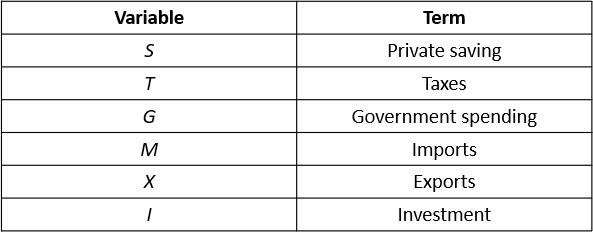 Variable Term
S Private saving
T Taxes
G Government spending
M Imports
X Exports
I Investment